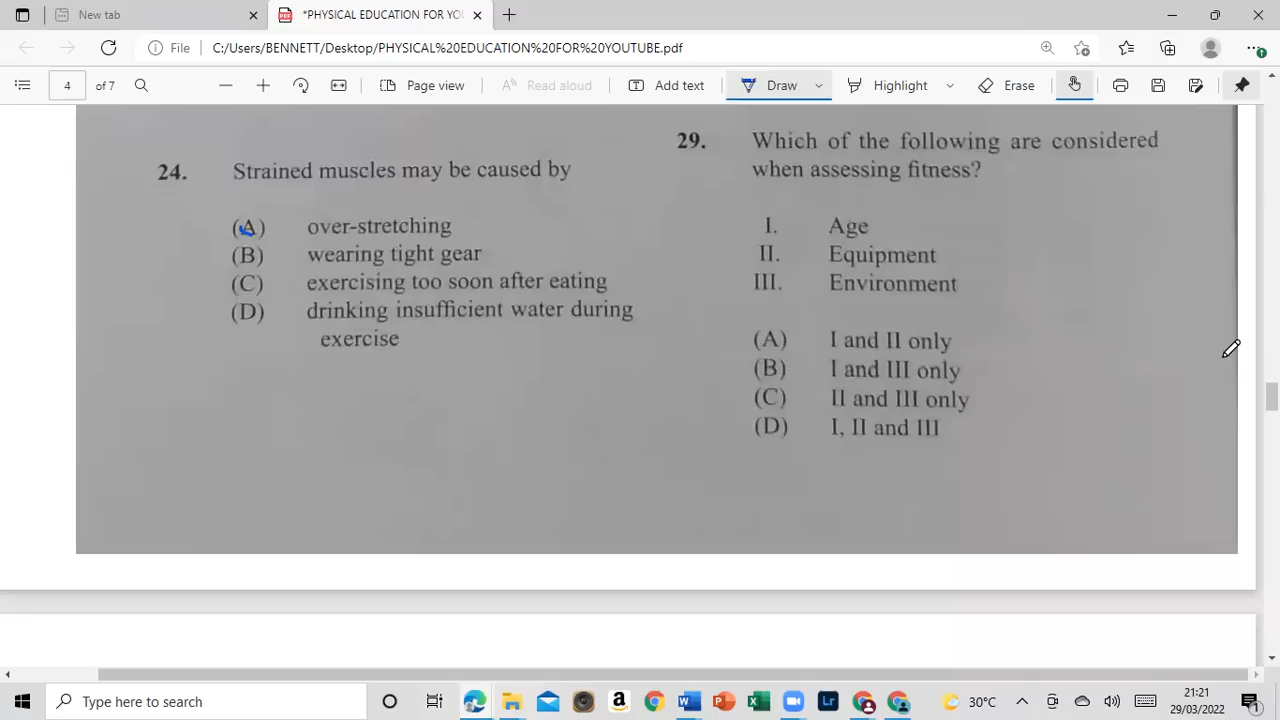 New tab
*PHYSICAL EDUCATION FOR YO
File
C:/Users/BENNETT/Desktop/PHYSICAL%20EDUCATION%20FOR%20YOUTUBE.pdf
4 of 7
Page view
Read aloud
Add text
Draw
Highlight
Erase
24. Strained muscles may be caused by
(A) over-stretching
(B) wearing tight gear
(C) exercising too soon after eating
(D) drinking insufficient water during
exercise
29. Which of the following are considered
when assessing fitness?
I. Age
II. Equipment
III. Environment
(A) I and II only
(B) I and III only
(C) II and III only
(D) I, II and III
Type here to search
30°C
21:21
29/03/2022